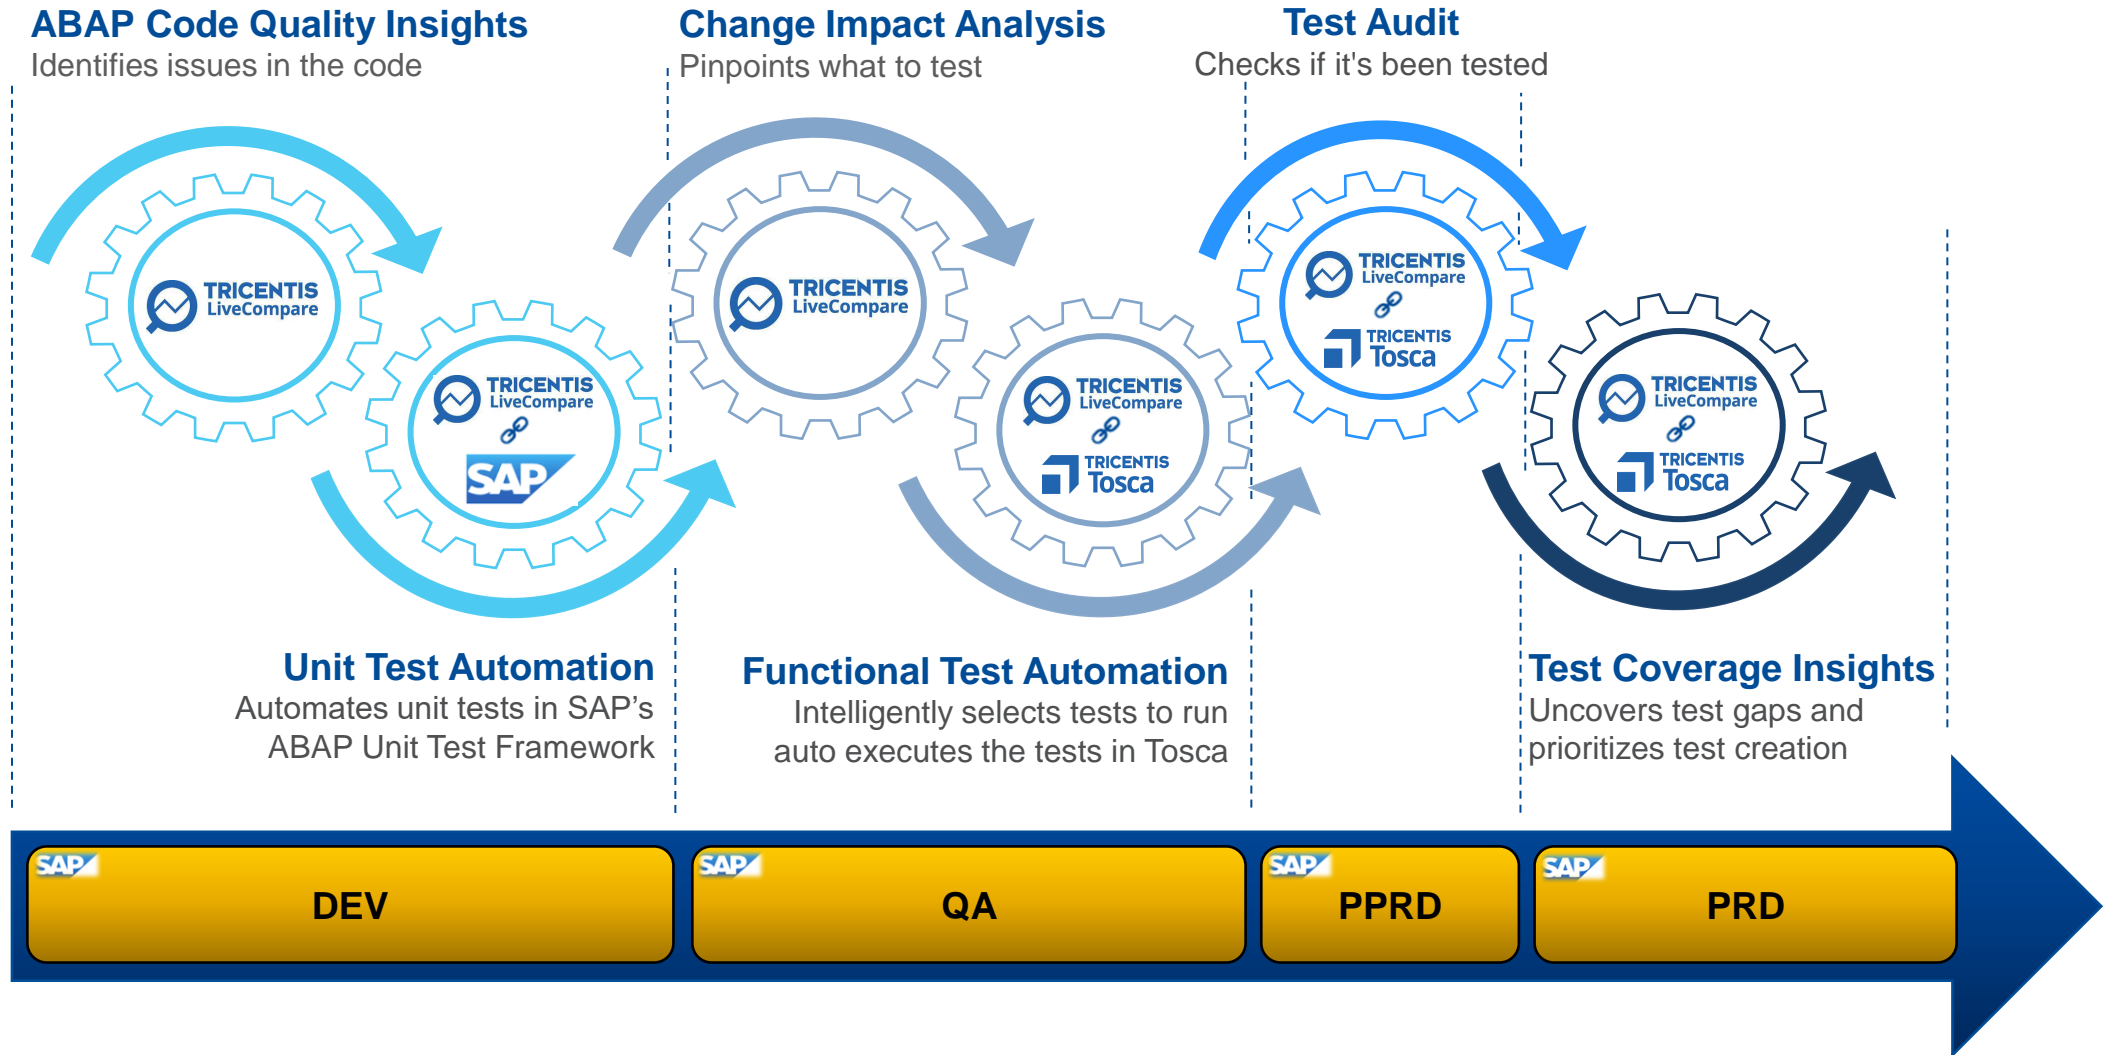 ABAP Code Quality Insights
Identifies issues in the code
Change Impact Analysis
Pinpoints what to test
Test Audit
Checks if it's been tested
TRICENTIS
LiveCompare
TRICENTIS
LiveCompare
SAP
TRICENTIS
LiveCompare
TRICENTIS
LiveCompare
TRICENTIS
Tosca
TRICENTIS
LiveCompare
TRICENTIS
Tosca
TRICENTIS
LiveCompare
TRICENTIS
Tosca
Unit Test Automation
Automates unit tests in SAP’s
ABAP Unit Test Framework
Functional Test Automation
Intelligently selects tests to run
auto executes the tests in Tosca
Test Coverage Insights
Uncovers test gaps and
prioritizes test creation
SAP
DEV
SAP
QA
SAP
PPRD
SAP
PRD